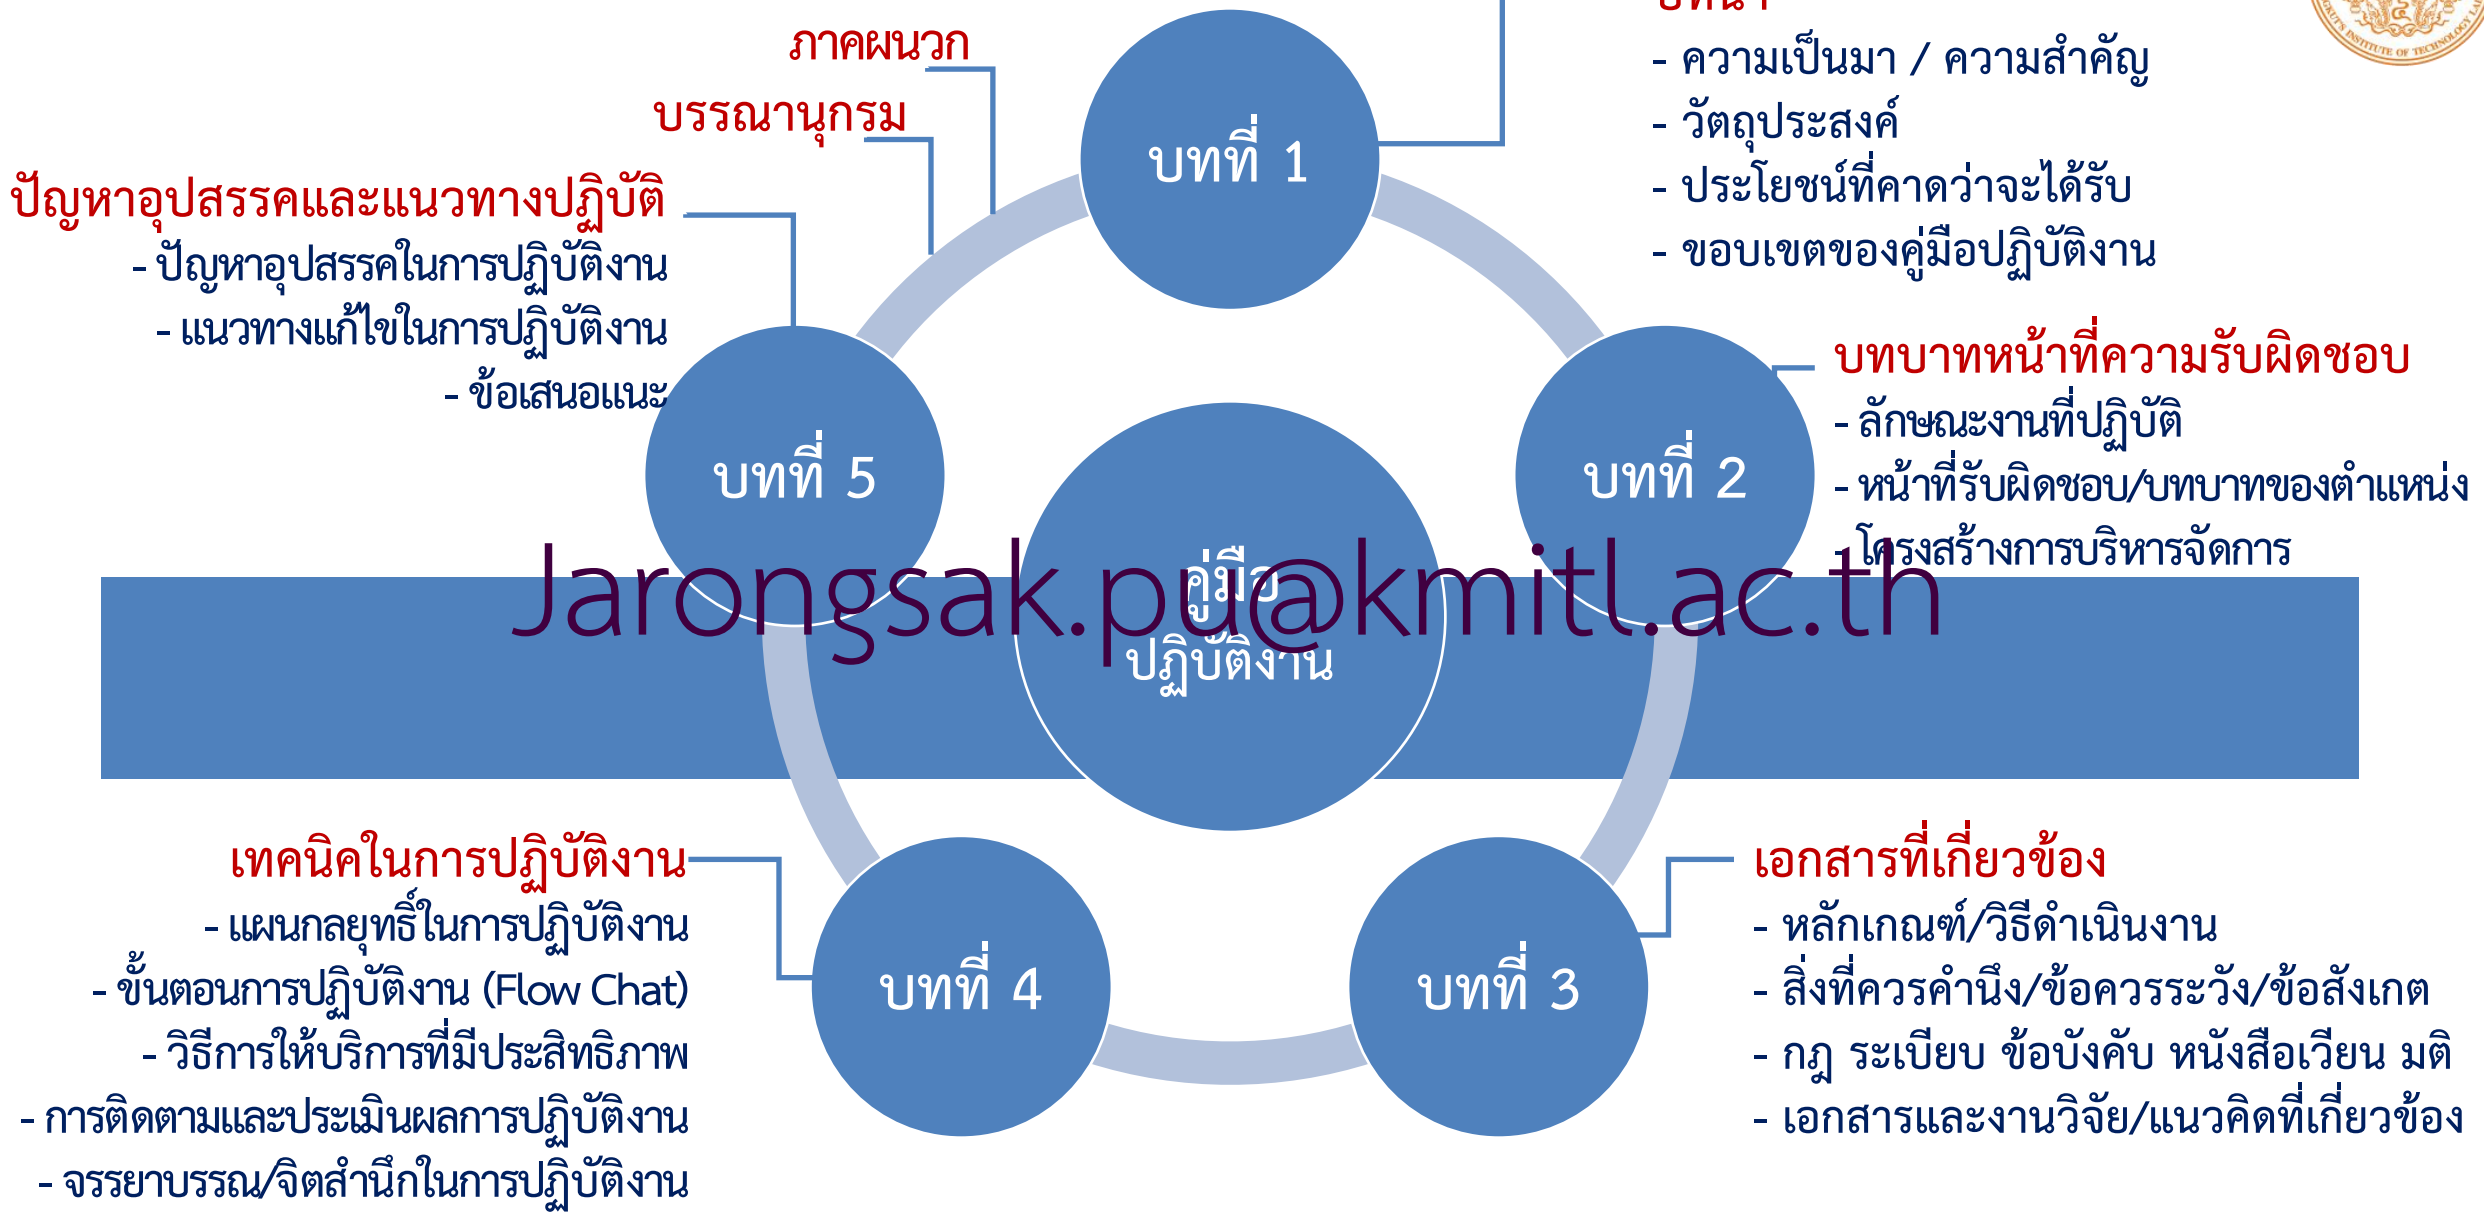 บทนำ
- ความเป็นมา / ความสำคัญ
- วัตถุประสงค์
- ประโยชน์ที่คาดว่าจะได้รับ
- ขอบเขตของคู่มือปฏิบัติงาน
ภาคผนวก
บรรณานุกรม
บทที่ 1
ปัญหาอุปสรรคและแนวทางปฏิบัติ
- ปัญหาอุปสรรคในการปฏิบัติงาน
- แนวทางแก้ไขในการปฏิบัติงาน
- ข้อเสนอแนะ
บทที่ 5
บทที่ 2
บทบาทหน้าที่ความรับผิดชอบ
- ลักษณะงานที่ปฏิบัติ
- หน้าที่รับผิดชอบ/บทบาทของตำแหน่ง
- โครงสร้างการบริหารจัดการ
คู่มือ
ปฏิบัติงาน
Jarongsak.pu@kmitl.ac.th
เทคนิคในการปฏิบัติงาน
- แผนกลยุทธิ์ในการปฏิบัติงาน
- ขั้นตอนการปฏิบัติงาน (Flow Chat)
- วิธีการให้บริการที่มีประสิทธิภาพ
- การติดตามและประเมินผลการปฏิบัติงาน
- จรรยาบรรณ/จิตสำนึกในการปฏิบัติงาน
บทที่ 4
บทที่ 3
เอกสารที่เกี่ยวข้อง
- หลักเกณฑ์/วิธีดำเนินงาน
- สิ่งที่ควรคำนึง/ข้อควรระวัง/ข้อสังเกต
- กฎ ระเบียบ ข้อบังคับ หนังสือเวียน มติ
- เอกสารและงานวิจัย/แนวคิดที่เกี่ยวข้อง